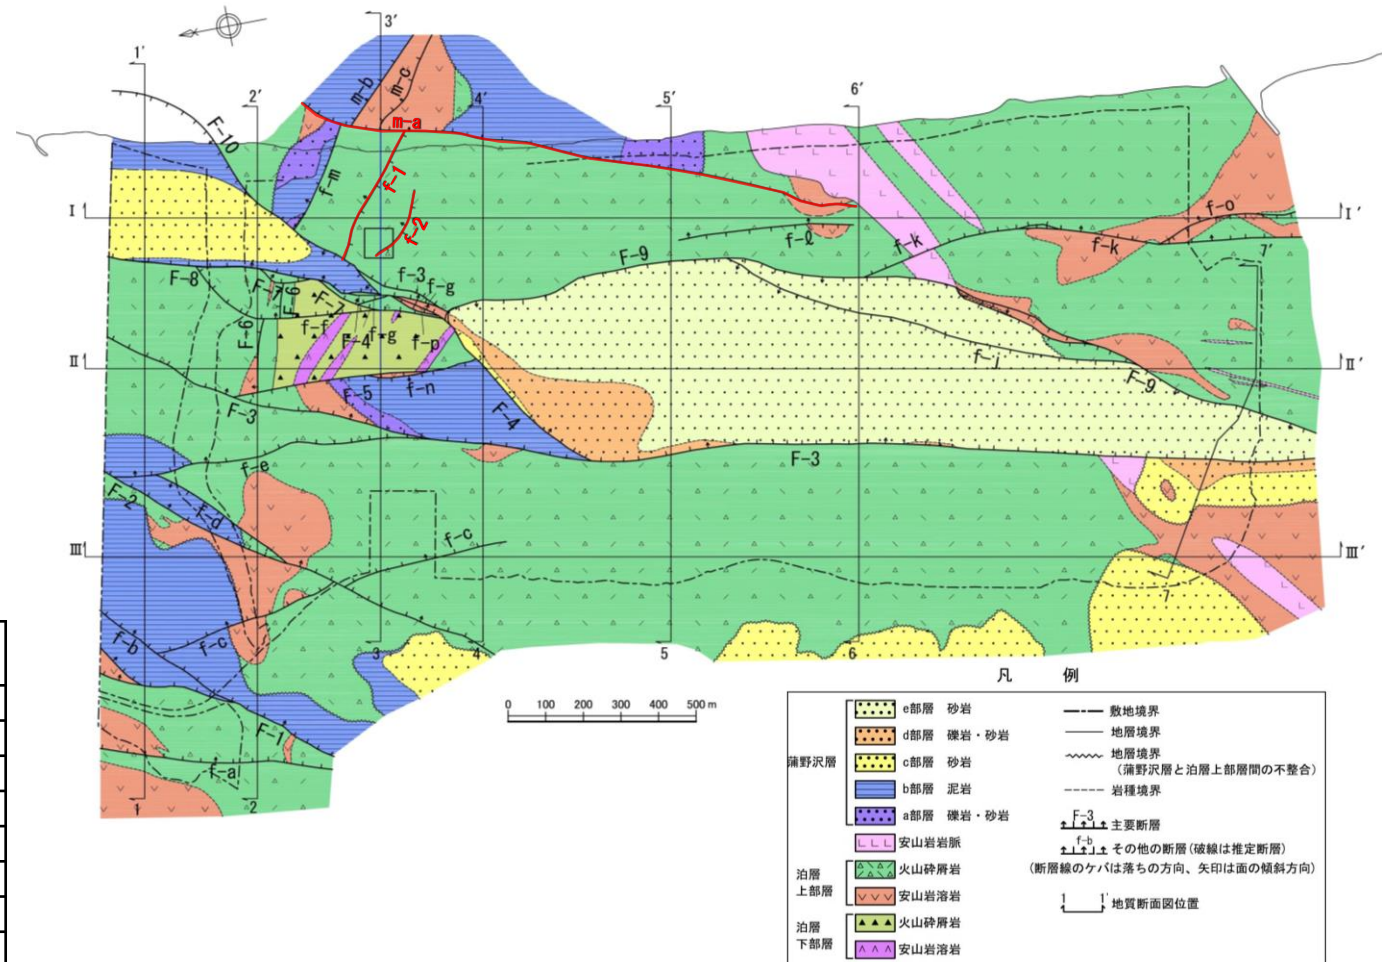 3'
1'
m-b
m-c
2'
4'
5'
6'
F-10
m-a
f-m
f-1
f-2
Ⅰ
Ⅰ'
f-o
f-ℓ
f-k
f-k
7'
F-8
F-7
F-6
F-7
f-3
f-g
F-9
F-6
f-f
F-4
f-g
f-p
Ⅱ
Ⅱ'
f-j
F-9
F-3
F-5
f-n
F-4
F-3
f-e
F-2
f-d
f-c
Ⅲ
Ⅲ'
7
f-b
f-c
3
4
5
6
F-1
f-a
1
2
0 100 200 300 400 500 m
凡 例
蒲野沢層
e部層 砂岩
d部層 礫岩・砂岩
c部層 砂岩
b部層 泥岩
a部層 礫岩・砂岩
安山岩岩脈
泊層
上部層
火山砕屑岩
安山岩溶岩
泊層
下部層
火山砕屑岩
安山岩溶岩
敷地境界
地層境界
地層境界
(蒲野沢層と泊層上部層間の不整合)
岩種境界
F-3
主要断層
f-b
その他の断層(破線は推定断層)
(断層線のケバは落ちの方向、矢印は面の傾斜方向)
1 1'
地質断面図位置